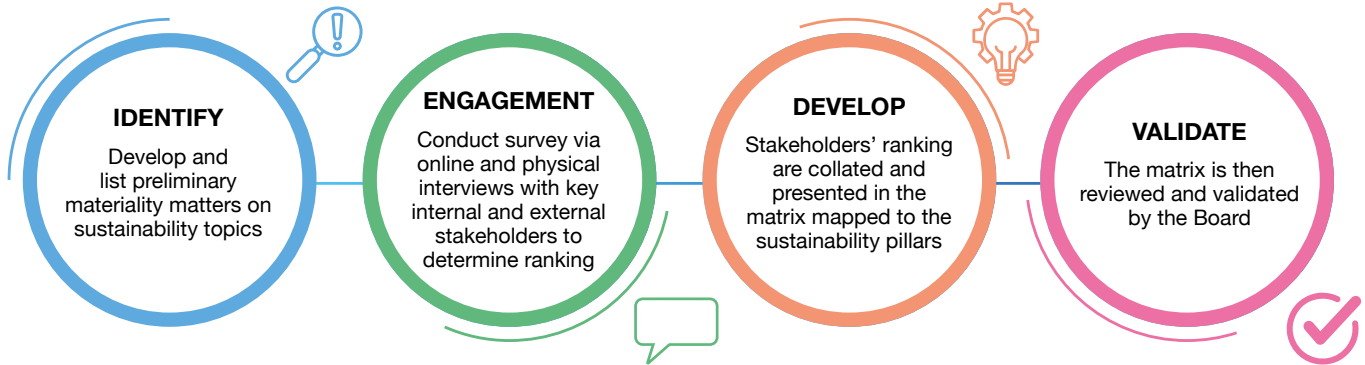 IDENTIFY
Develop and
list preliminary
materiality matters on
sustainability topics
ENGAGEMENT
Conduct survey via
online and physical
interviews with key
internal and external
stakeholders to
determine ranking
DEVELOP
Stakeholders’ ranking
are collated and
presented in the
matrix mapped to the
sustainability pillars
VALIDATE
The matrix is then
reviewed and validated
by the Board